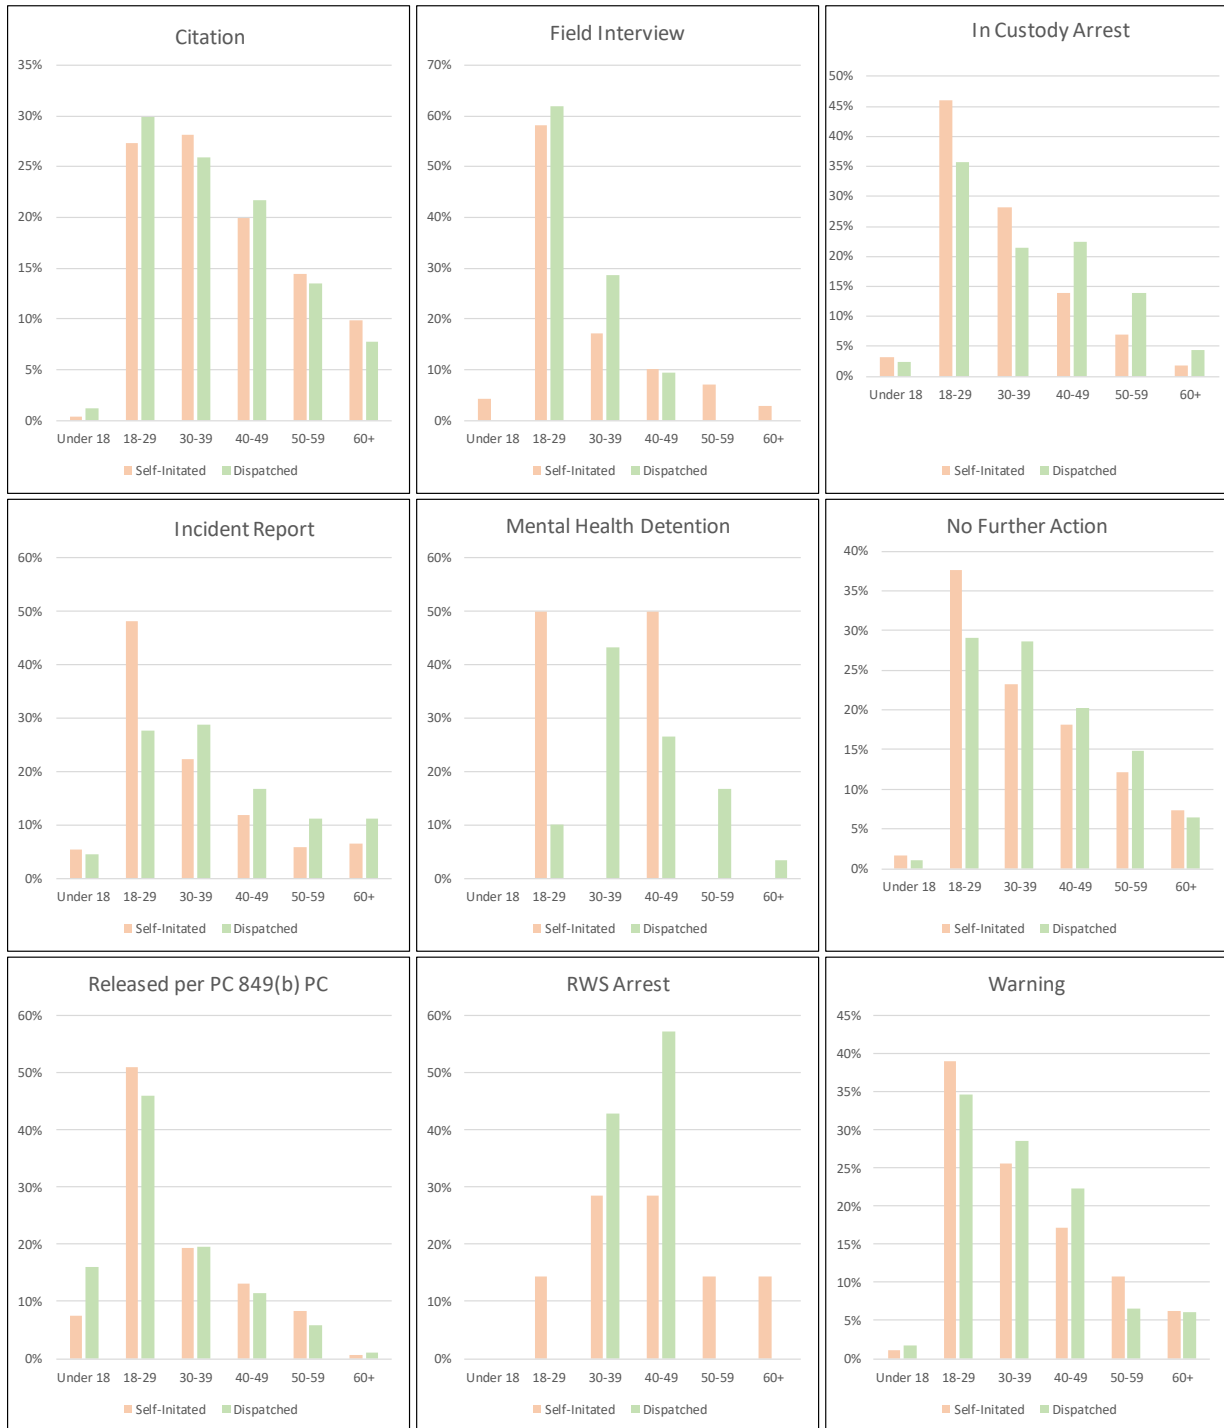 Citation
35%
30%
25%
20%
15%
10%
5%
0%
Under 18 18-29 30-39 40-49 50-59 60+
Self-Initated Dispatched
Field Interview
70%
60%
50%
40%
30%
20%
10%
0%
Under 18 18-29 30-39 40-49 50-59 60+
Self-Initated Dispatched
In Custody Arrest
50%
45%
40%
35%
30%
25%
20%
15%
10%
5%
0%
Under 18 18-29 30-39 40-49 50-59 60+
Self-Initated Dispatched
Incident Report
60%
50%
40%
30%
20%
10%
0%
Under 18 18-29 30-39 40-49 50-59 60+
Self-Initated Dispatched
Mental Health Detention
60%
50%
40%
30%
20%
10%
0%
Under 18 18-29 30-39 40-49 50-59 60+
Self-Initated Dispatched
No Further Action
40%
35%
30%
25%
20%
15%
10%
5%
0%
Under 18 18-29 30-39 40-49 50-59 60+
Self-Initated Dispatched
Released per PC 849(b) PC
60%
50%
40%
30%
20%
10%
0%
Under 18 18-29 30-39 40-49 50-59 60+
Self-Initated Dispatched
RWS Arrest
60%
50%
40%
30%
20%
10%
0%
Under 18 18-29 30-39 40-49 50-59 60+
Self-Initated Dispatched
Warning
45%
40%
35%
30%
25%
20%
15%
10%
5%
0%
Under 18 18-29 30-39 40-49 50-59 60+
Self-Initated Dispatched